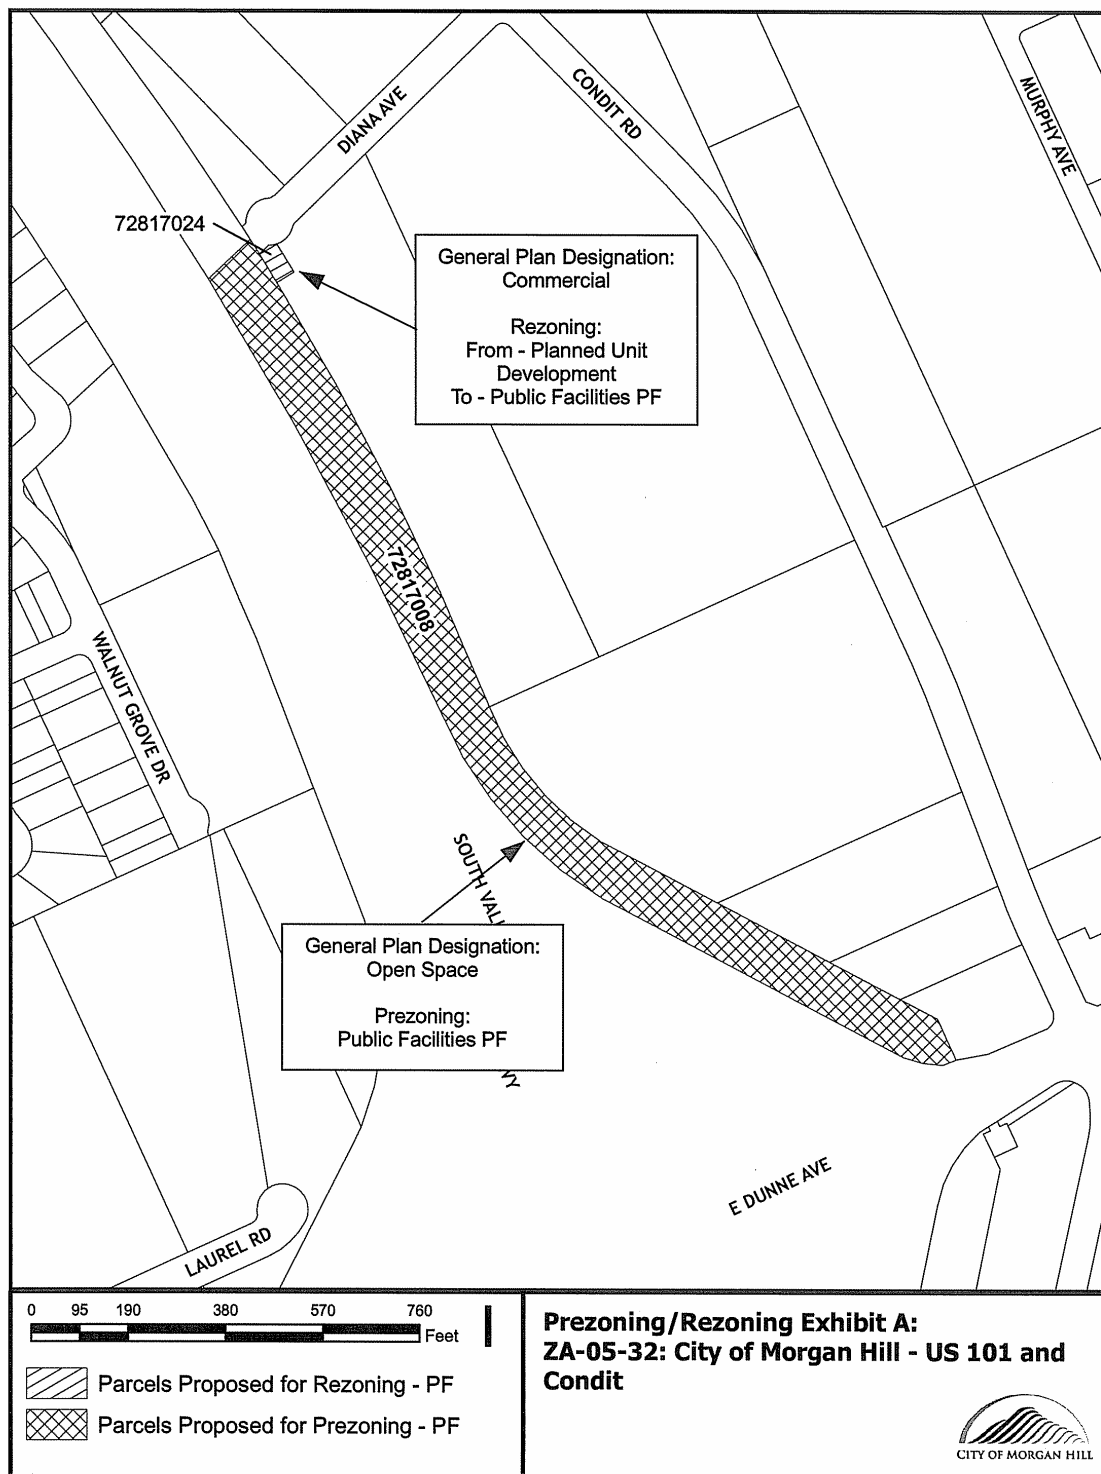 DIANA AVE
CONDIT RD
MURPHY AVE
72817024
General Plan Designation:
Commercial
Rezoning:
From - Planned Unit
Development
To - Public Facilities PF
72817008
WALNUT GROVE DR
SOUTH VALL
WY
General Plan Designation:
Open Space
Prezoning:
Public Facilities PF
E DUNNE AVE
LAUREL RD
0 95 190 380 570 760
Feet
Parcels Proposed for Rezoning - PF
Parcels Proposed for Prezoning - PF
Prezoning/Rezoning Exhibit A:
ZA-05-32: City of Morgan Hill - US 101 and
Condit
CITY OF MORGAN HILL